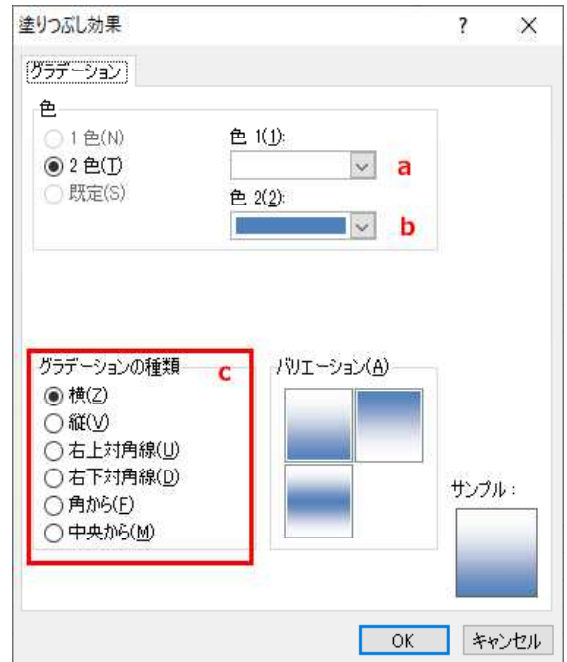 塗りつぶし効果 ? ×
グラデーション
色
1 色(N)
2 色(T)
既定(S)
色 1(1):
a
色 2(2):
b
グラデーションの種類 c
横(Z)
縦(V)
右上対角線(U)
右下対角線(D)
角から(F)
中央から(M)
バリエーション(A)
サンプル:
OK キャンセル